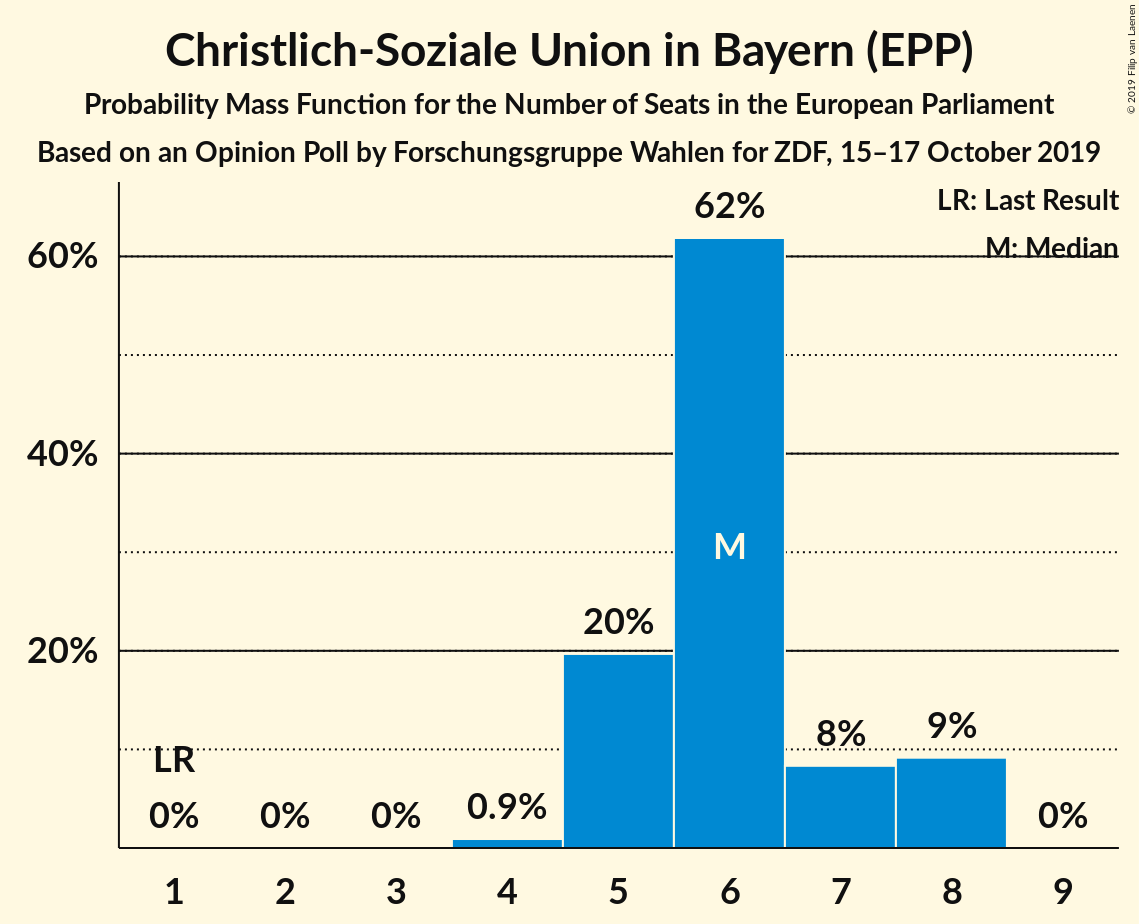 Christlich-Soziale Union in Bayern (EPP)
Probability Mass Function for the Number of Seats in the European Parliament
Based on an Opinion Poll by Forschungsgruppe Wahlen for ZDF, 15–17 October 2019
© 2019 Filip van Laenen
LR: Last Result
M: Median
62%
60%
40%
M
20%
20%
LR
0%
0%
0%
0.9%
8%
9%
0%
1 2 3 4 5 6 7 8 9